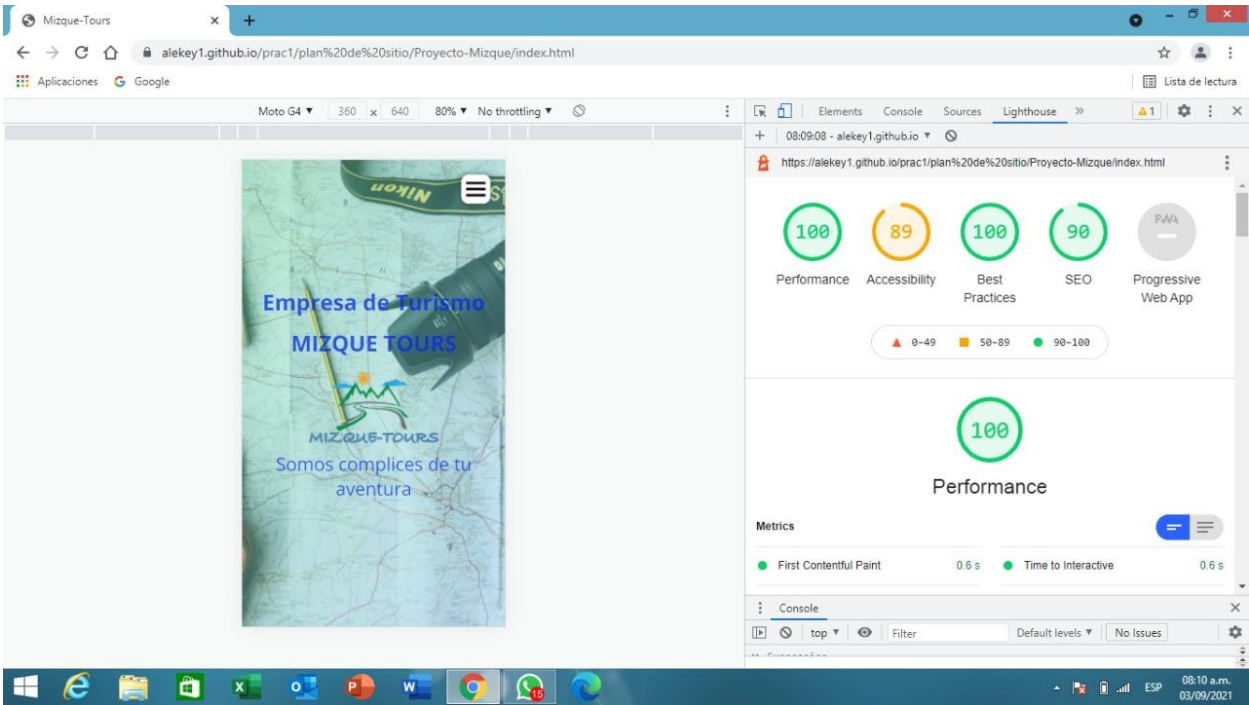 Mizque-Tours
alekey1.github.io/prac1/plan%20de%20sitio/Proyecto-Mizque/index.html
Aplicaciones Google Lista de lectura
Moto G4 360 x 640 80% No throttling
Elements Console Sources Lighthouse 1
08:09:08 - alekey1.github.io
https://alekey1.github.io/prac1/plan%20de%20sitio/Proyecto-Mizque/index.html
Nikon
Empresa de Turismo
MIZQUE TOURS
MIZQUE-TOURS
Somos complices de tu
aventura
100 89 100 90 PWA
Performance Accessibility Best Practices SEO Progressive Web App
0-49 50-89 90-100
100
Performance
Metrics
First Contentful Paint 0.6 s Time to Interactive 0.6 s
Console
top Filter Default levels No Issues
15
ESP
08:10 a.m.
03/09/2021